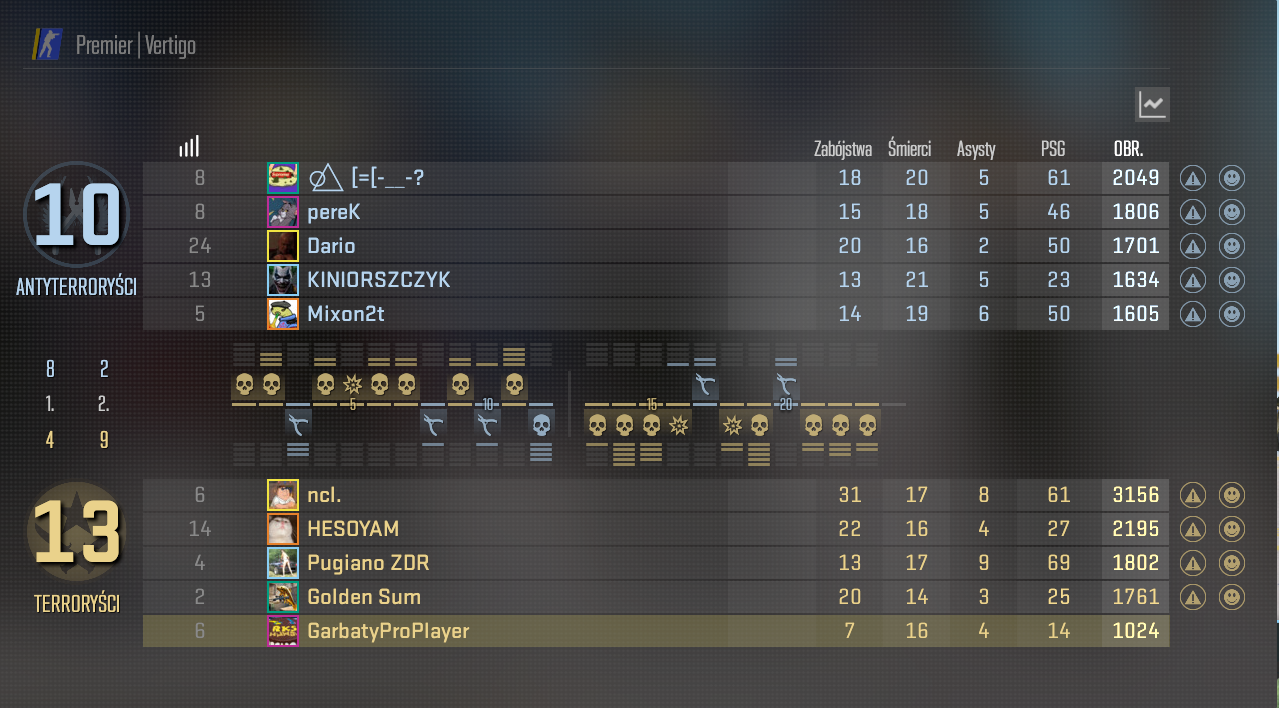 Premier | Vertigo
Zabójstwa Śmierci Asysty PSG OBR.
10
ANTYTERRORYŚCI
8 [=[-__-? 18 20 5 61 2049
8 pereK 15 18 5 46 1806
24 Dario 20 16 2 50 1701
13 KINIORSZCZYK 13 21 5 23 1634
5 Mixon2t 14 19 6 50 1605
8 2
1. 2.
4 9
5 10 15 20
13
TERRORYŚCI
6 ncl. 31 17 8 61 3156
14 HESOYAM 22 16 4 27 2195
4 Pugiano ZDR 13 17 9 69 1802
2 Golden Sum 20 14 3 25 1761
6 GarbatyProPlayer 7 16 4 14 1024